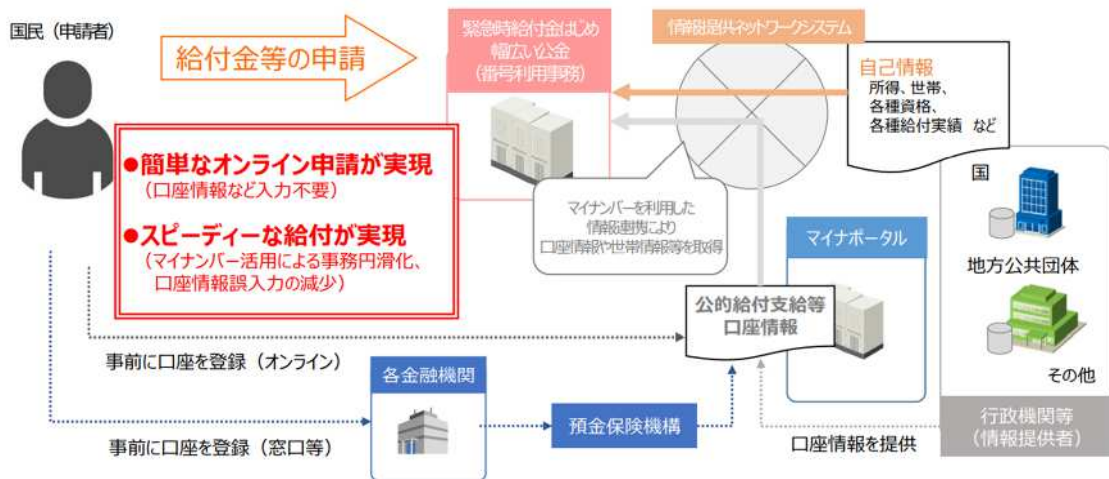 国民（申請者）
給付金等の申請
緊急時給付金はじめ
幅広い公金
（番号利用事務）
情報提供ネットワークシステム
自己情報
所得、世帯、
各種資格、
各種給付実績 など
●簡単なオンライン申請が実現
（口座情報など入力不要）
●スピーディーな給付が実現
（マイナンバー活用による事務円滑化、
口座情報誤入力の減少）
マイナンバーを利用した
情報連携により
口座情報や世帯情報等を取得
マイナポータル
国
地方公共団体
その他
公的給付支給等
口座情報
事前に口座を登録（オンライン）
各金融機関
預金保険機構
行政機関等
（情報提供者）
事前に口座を登録（窓口等）
口座情報を提供